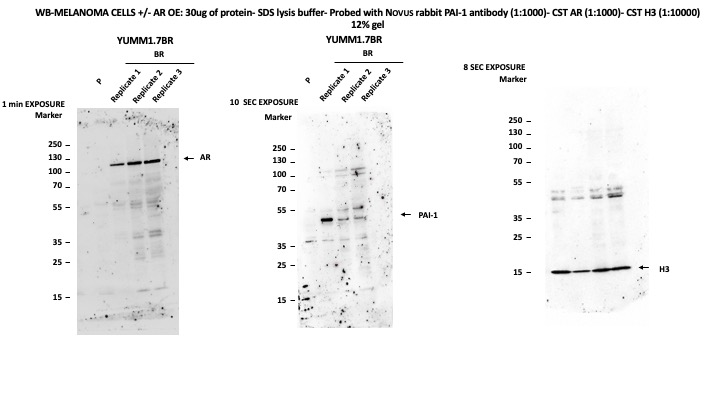 WB-MELANOMA CELLS +/- AR OE: 30ug of protein- SDS lysis buffer- Probed with Novus rabbit PAI-1 antibody (1:1000)- CST AR (1:1000)- CST H3 (1:10000)
12% gel
YUMM1.7BR
BR
P
Replicate 1
Replicate 2
Replicate 3
1 min EXPOSURE
Marker
250 –
130 –
100 –
70 –
55 –
35 –
25 –
15 –
AR
YUMM1.7BR
BR
P
Replicate 1
Replicate 2
Replicate 3
10 SEC EXPOSURE
Marker
250 –
130 –
100 –
70 –
55 –
35 –
25 –
15 –
PAI-1
8 SEC EXPOSURE
Marker
250 –
130 –
100 –
70 –
55 –
35 –
25 –
15 –
H3